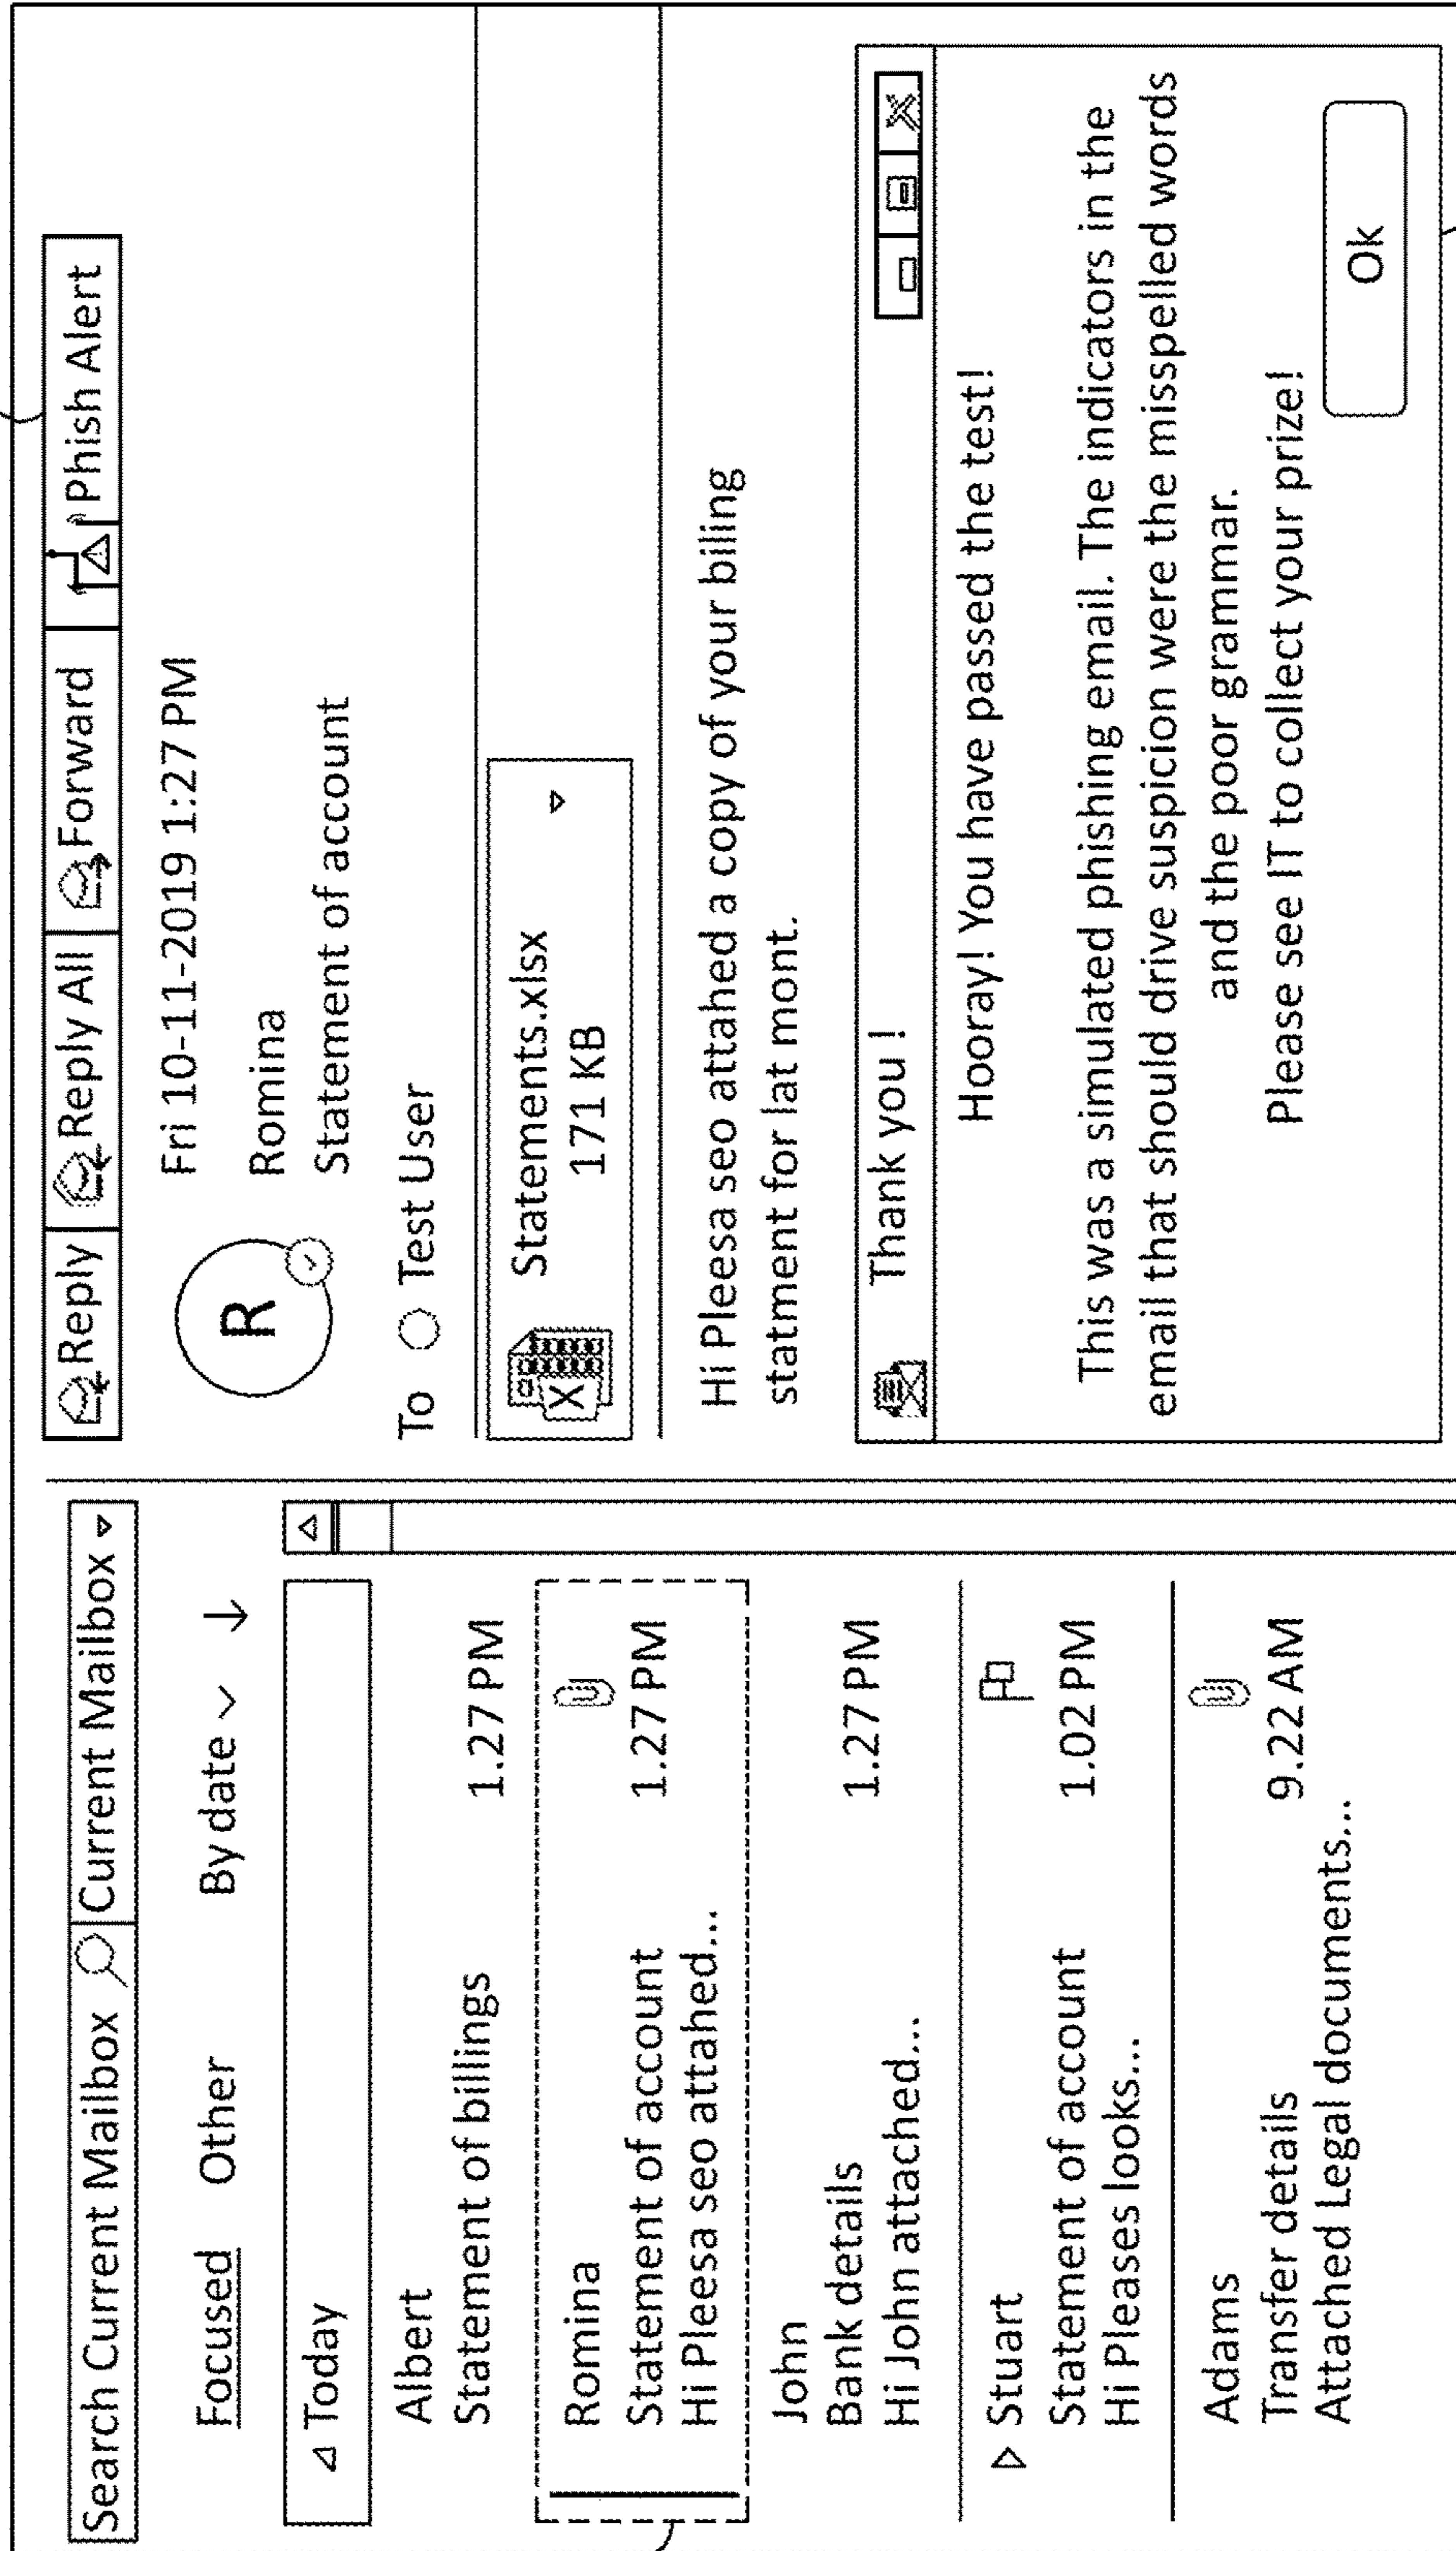 Search Current Mailbox Current Mailbox
Focused Other By date
Today
Albert
Statement of billings 1.27 PM
Romina
Statement of account 1.27 PM
Hi Pleesa seo attahed...
John
Bank details 1.27 PM
Hi John attached...
Stuart
Statement of account 1.02 PM
Hi Pleases looks...
Adams
Transfer details 9.22 AM
Attached Legal documents...
Reply Reply All Forward Phish Alert
Fri 10-11-2019 1:27 PM
R
Romina
Statement of account
To Test User
X
Statements.xlsx
171 KB
Hi Pleesa seo attahed a copy of your biling
statment for lat mont.
Thank you !
Hooray! You have passed the test!
This was a simulated phishing email. The indicators in the
email that should drive suspicion were the misspelled words
and the poor grammar.
Please see IT to collect your prize!
Ok